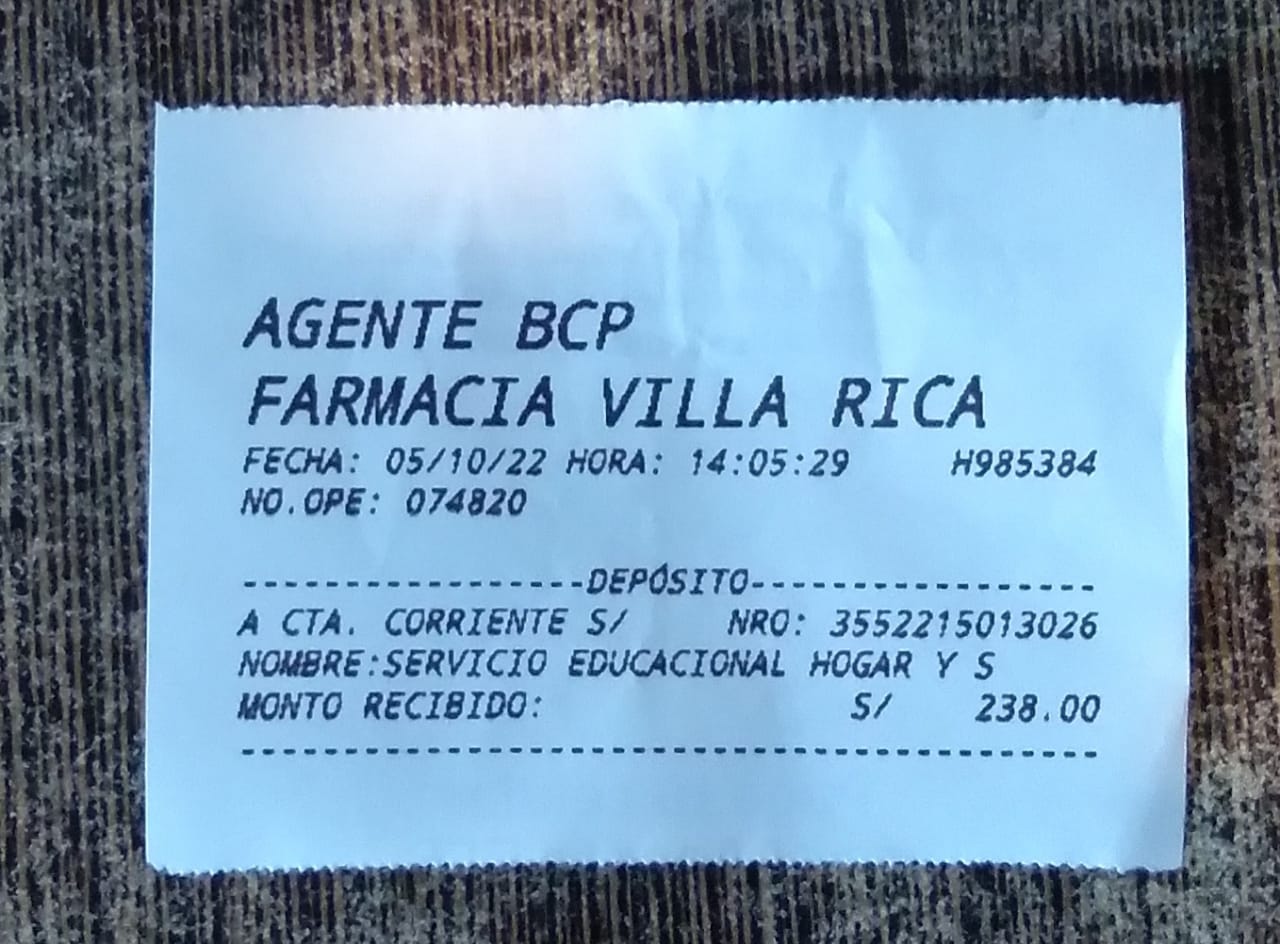 AGENTE BCP
FARMACIA VILLA RICA
FECHA: 05/10/22 HORA: 14:05:29 H985384
NO.OPE: 074820
-----------------DEPÓSITO-----------------
A CTA. CORRIENTE S/ NRO: 3552215013026
NOMBRE:SERVICIO EDUCACIONAL HOGAR Y S
MONTO RECIBIDO: S/ 238.00
------------------------------------------